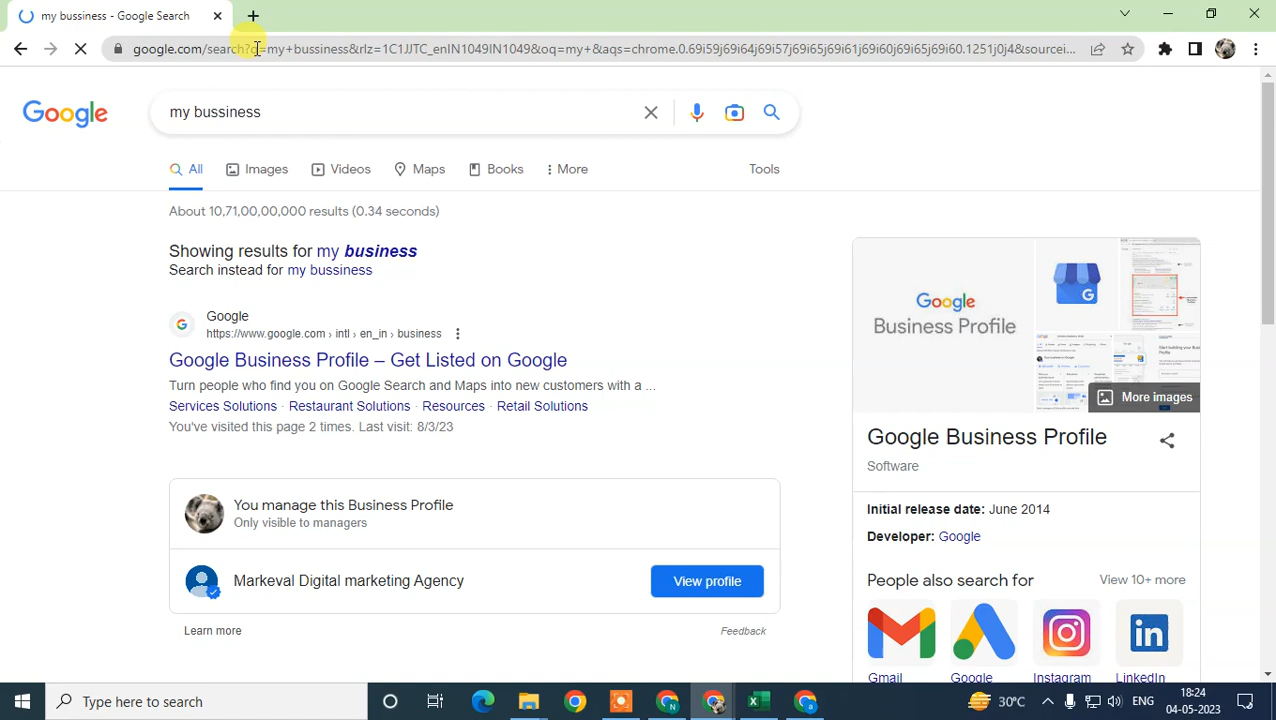 my bussiness - Google Search
google.com/search?q=my+bussiness&rlz=1C1JJTC_enIN1049IN1049&oq=my+&aqs=chrome.0.69i59j69i64j69i57j69i65j69i61j69i60j69i65j69i60.1251j0j4&sourcei...
Google
my bussiness
All
Images
Videos
Maps
Books
More
Tools
About 10,71,00,00,000 results (0.34 seconds)
Showing results for my business
Search instead for my bussiness
Google
https://www.google.com › intl › en_in › business
Google Business Profile – Get Listed on Google
Turn people who find you on Google Search and Maps into new customers with a ...
Services Solutions · Restaurant Solutions · Resources · Retail Solutions
You've visited this page 2 times. Last visit: 8/3/23
You manage this Business Profile
Only visible to managers
Markeval Digital marketing Agency
View profile
Learn more
Feedback
Google
Business Profile
More images
Google Business Profile
Software
Initial release date: June 2014
Developer: Google
People also search for
View 10+ more
Gmail
Google
Instagram
LinkedIn
Type here to search
30°C
ENG
18:24
04-05-2023